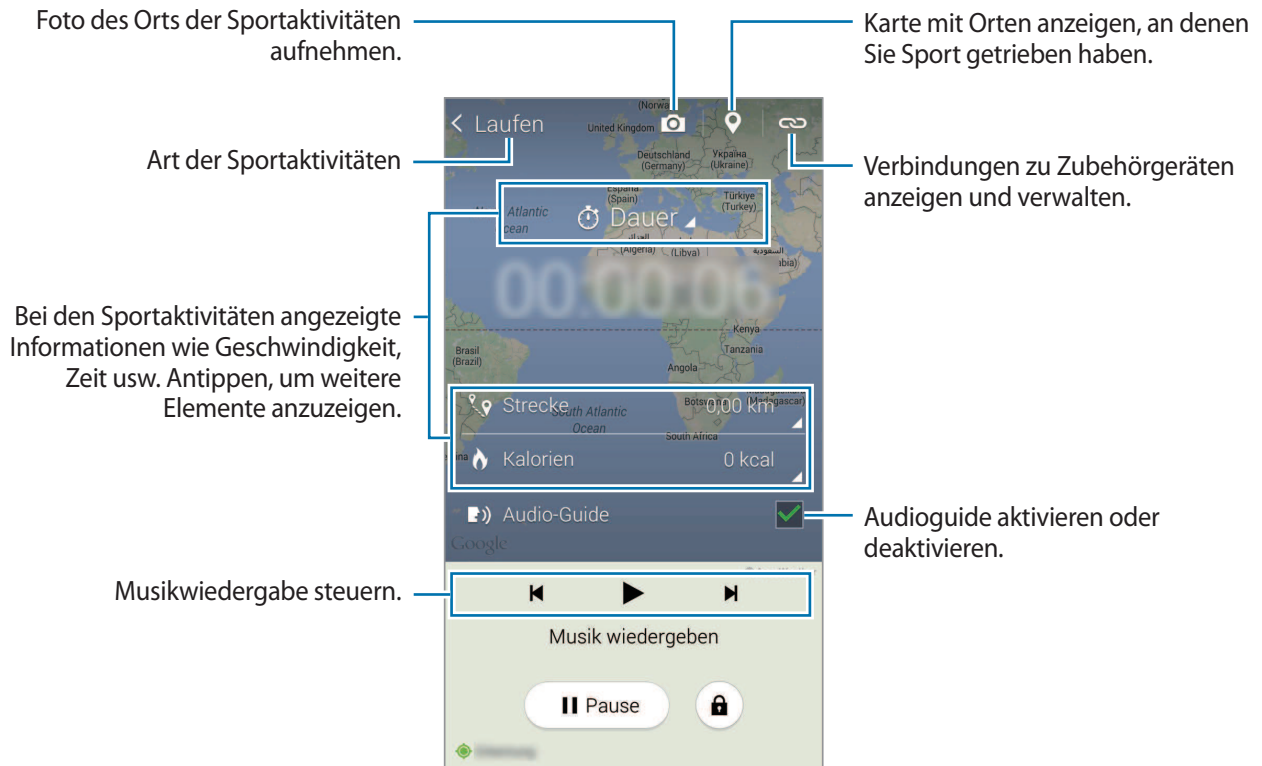 Foto des Orts der Sportaktivitäten
aufnehmen.
Karte mit Orten anzeigen, an denen
Sie Sport getrieben haben.
Laufen
Art der Sportaktivitäten
Verbindungen zu Zubehörgeräten
anzeigen und verwalten.
United Kingdom
Deutschland
(Germany)
Україна
(Ukraine)
España
(Spain)
Türkiye
(Turkey)
Atlantic
Dauer
(Algeria)
(Libya)
السعودية
00:00:06
Bei den Sportaktivitäten angezeigte
Informationen wie Geschwindigkeit,
Zeit usw. Antippen, um weitere
Elemente anzuzeigen.
Kenya
Tanzania
Brasil
(Brazil)
Angola
Strecke
0,00 km
South Atlantic
Ocean
Botswana
(Madagascar)
South Africa
Kalorien
0 kcal
Audio-Guide
Audioguide aktivieren oder
deaktivieren.
Google
Musikwiedergabe steuern.
Musik wiedergeben
Pause